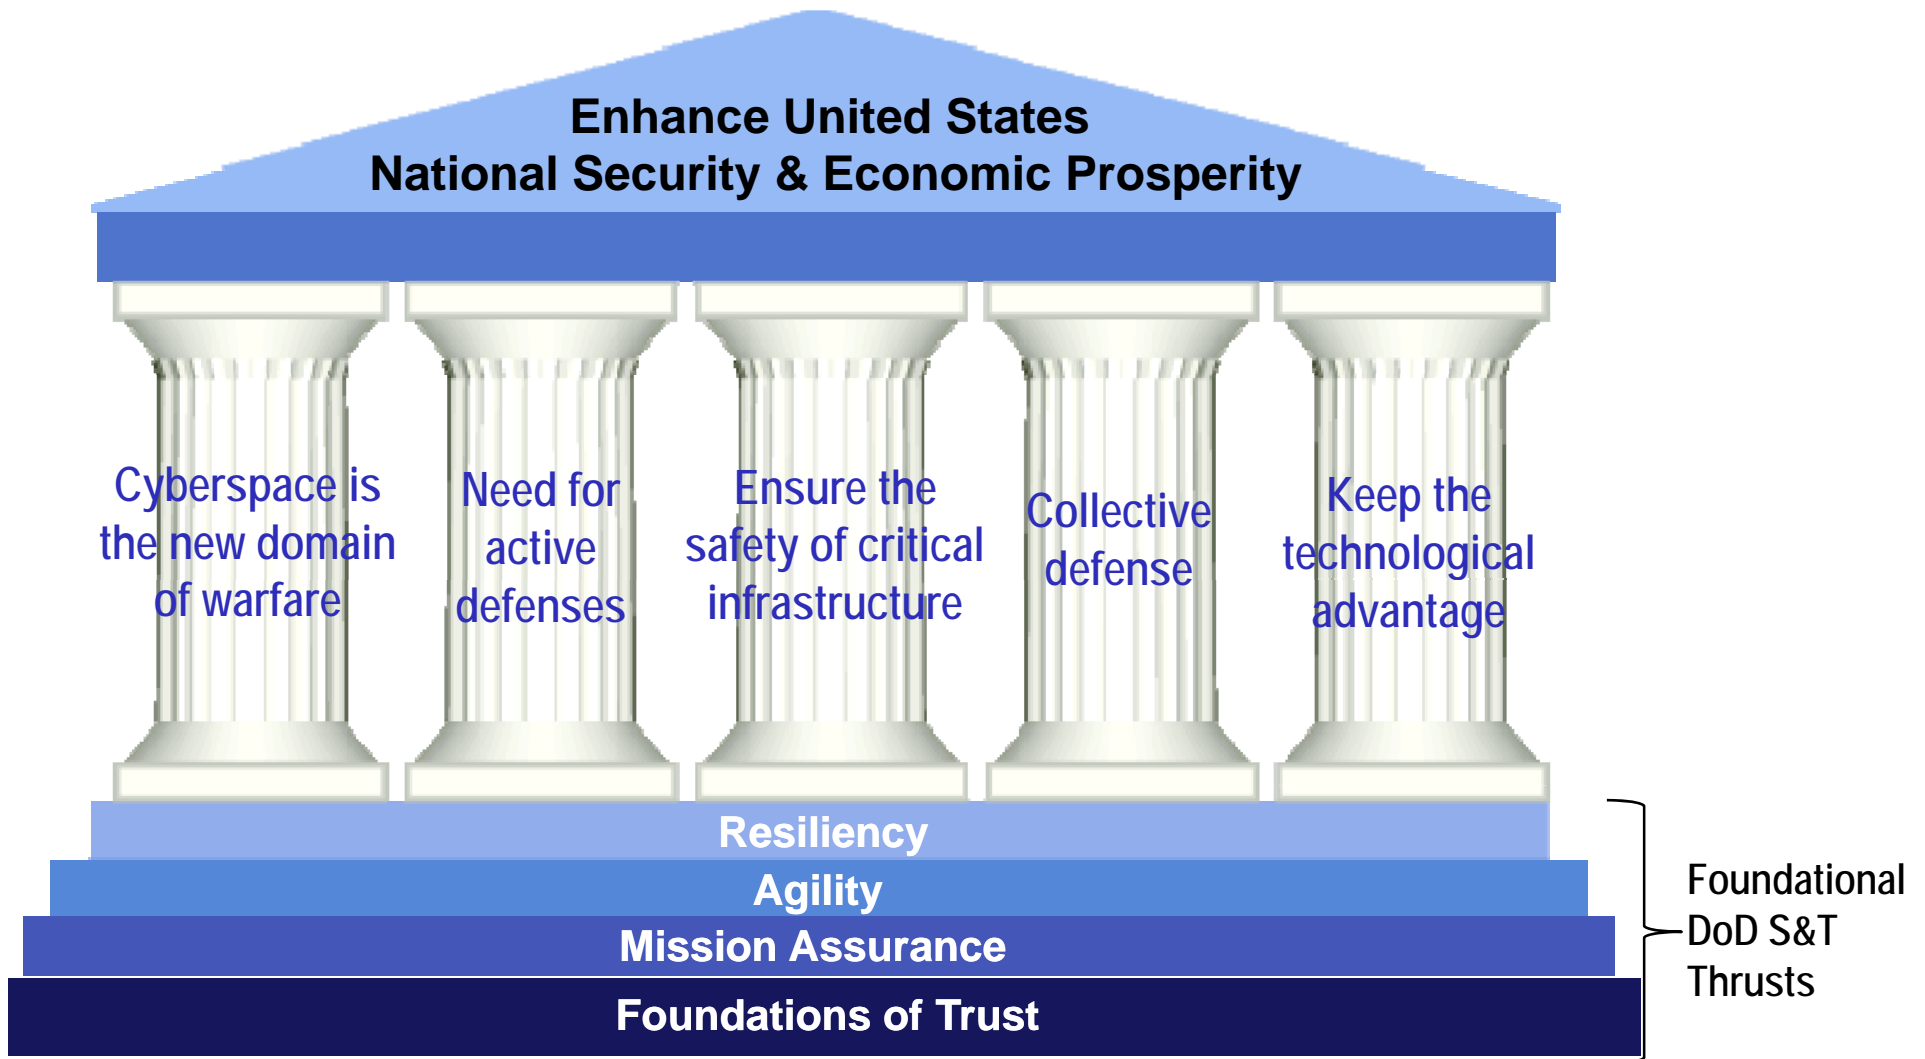 Enhance United States
National Security & Economic Prosperity
Cyberspace is
the new domain
of warfare
Need for
active
defenses
Ensure the
safety of critical
infrastructure
Collective
defense
Keep the
technological
advantage
Resiliency
Agility
Mission Assurance
Foundations of Trust
Foundational
DoD S&T
Thrusts